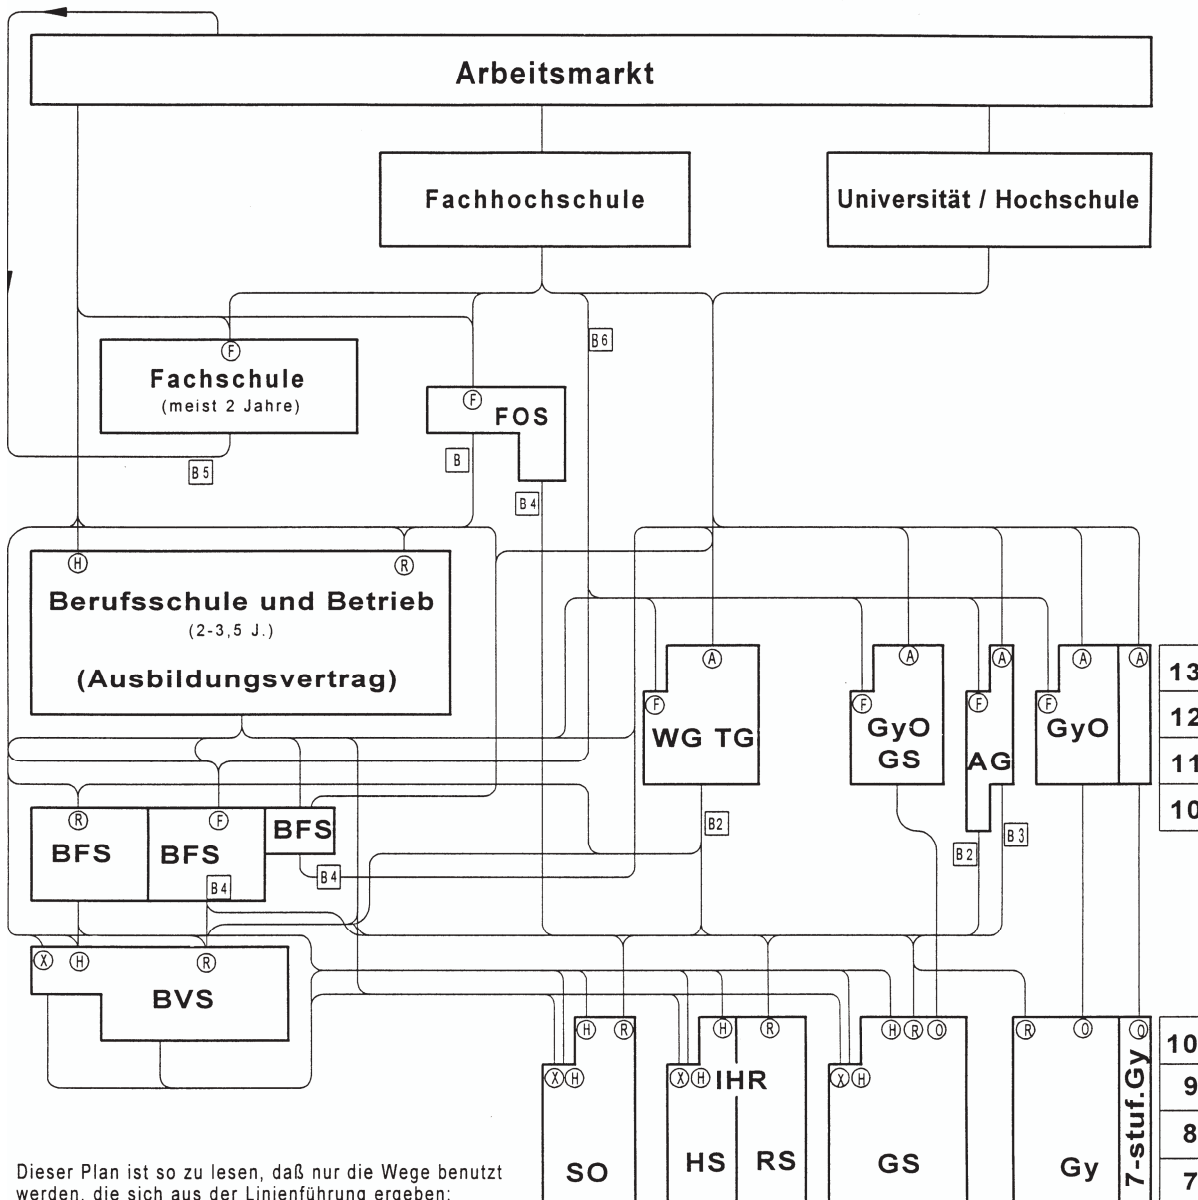 Arbeitsmarkt
Fachhochschule
Universität / Hochschule
B6
F
Fachschule
(meist 2 Jahre)
F
FOS
B
B5
B4
H
R
Berufsschule und Betrieb
(2-3,5 J.)
(Ausbildungsvertrag)
A
A
A
A
A
13
F
F
F
F
12
WG TG
GyO
GS
AG
GyO
11
10
R
F
BFS
BFS
BFS
B2
B3
B2
B4
B4
X
H
R
BVS
H
R
H
R
H
R
O
R
O
O
10
X
H
X
H
IHR
X
H
9
8
SO
HS
RS
GS
Gy
7-stuf.Gy
7
Dieser Plan ist so zu lesen, daß nur die Wege benutzt
werden, die sich aus der Linienführung ergeben: